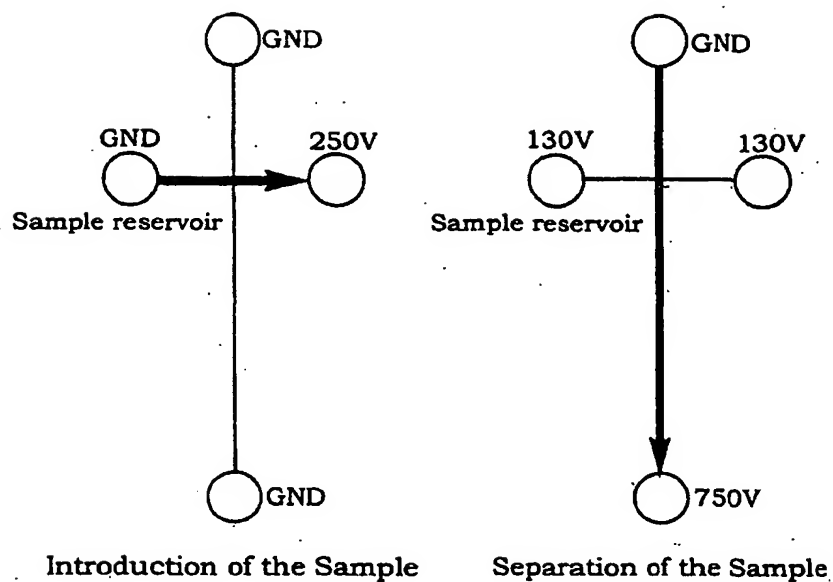 GND
GND
GND
250V
130V
130V
Sample reservoir
Sample reservoir
GND
750V
Introduction of the Sample
Separation of the Sample